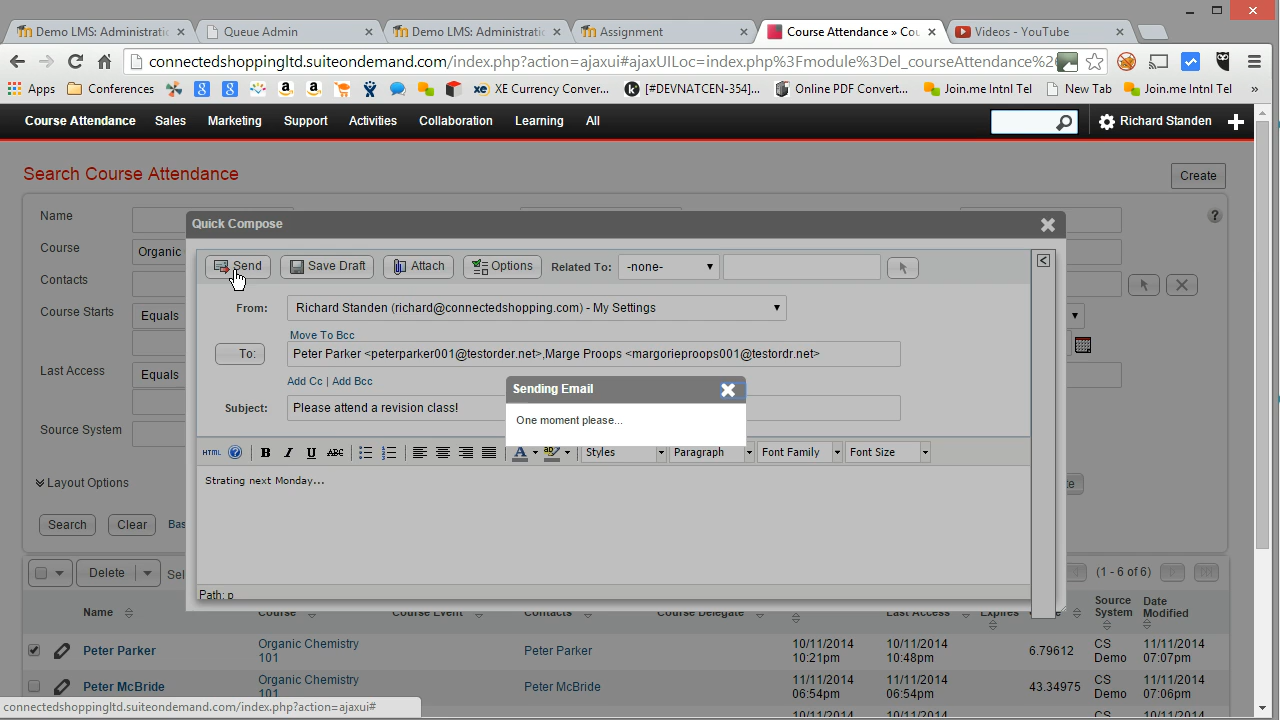 Demo LMS: Administratio
Queue Admin
Demo LMS: Administratio
Assignment
Course Attendance » Cou
Videos - YouTube
connectedshoppingltd.suiteondemand.com/index.php?action=ajaxui#ajaxUILoc=index.php%3Fmodule%3Del_courseAttendance%2
Apps
Conferences
XE Currency Conver...
[#DEVNATCEN-354]...
Online PDF Convert...
Join.me Intnl Tel
New Tab
Join.me Intnl Tel
»
Course Attendance
Sales
Marketing
Support
Activities
Collaboration
Learning
All
Richard Standen
Search Course Attendance
Create
Name
Course
Organic
Contacts
Course Starts
Equals
Last Access
Equals
Source System
Layout Options
Search
Clear
Bas
Quick Compose
Send
Save Draft
Attach
Options
Related To:
-none-
From:
Richard Standen (richard@connectedshopping.com) - My Settings
Move To Bcc
To:
Peter Parker <peterparker001@testorder.net>,Marge Proops <margorieproops001@testordr.net>
Add Cc | Add Bcc
Subject:
Please attend a revision class!
Sending Email
One moment please...
HTML
B I U ABC
Styles
Paragraph
Font Family
Font Size
Strating next Monday...
Path: p
Delete
Sel
(1 - 6 of 6)
Name
Course
Course Event
Contacts
Course Delegate
Last Access
Expires
Source System
Date Modified
Peter Parker
Organic Chemistry 101
Peter Parker
10/11/2014 10:21pm
10/11/2014 10:48pm
6.79612
CS Demo
11/11/2014 07:07pm
Peter McBride
Organic Chemistry 101
Peter McBride
11/11/2014 06:54pm
11/11/2014 06:54pm
43.34975
CS Demo
11/11/2014 07:06pm
connectedshoppingltd.suiteondemand.com/index.php?action=ajaxui#